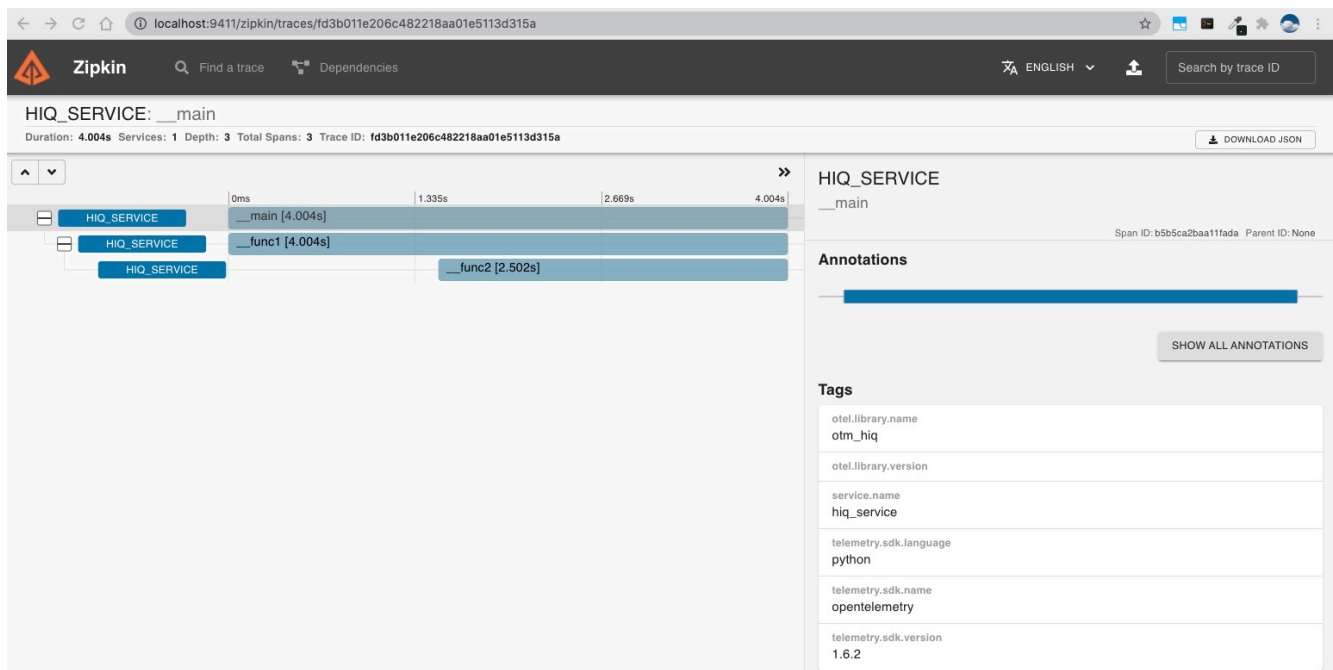 localhost:9411/zipkin/traces/fd3b011e206c482218aa01e5113d315a
Zipkin
Find a trace
Dependencies
ENGLISH
Search by trace ID
HIQ_SERVICE: __main
Duration: 4.004s Services: 1 Depth: 3 Total Spans: 3 Trace ID: fd3b011e206c482218aa01e5113d315a
DOWNLOAD JSON
0ms 1.335s 2.669s 4.004s
HIQ_SERVICE __main [4.004s]
HIQ_SERVICE __func1 [4.004s]
HIQ_SERVICE __func2 [2.502s]
HIQ_SERVICE
__main
Span ID: b5b5ca2baa11fada Parent ID: None
Annotations
SHOW ALL ANNOTATIONS
Tags
otel.library.name
otm_hiq
otel.library.version
service.name
hiq_service
telemetry.sdk.language
python
telemetry.sdk.name
opentelemetry
telemetry.sdk.version
1.6.2